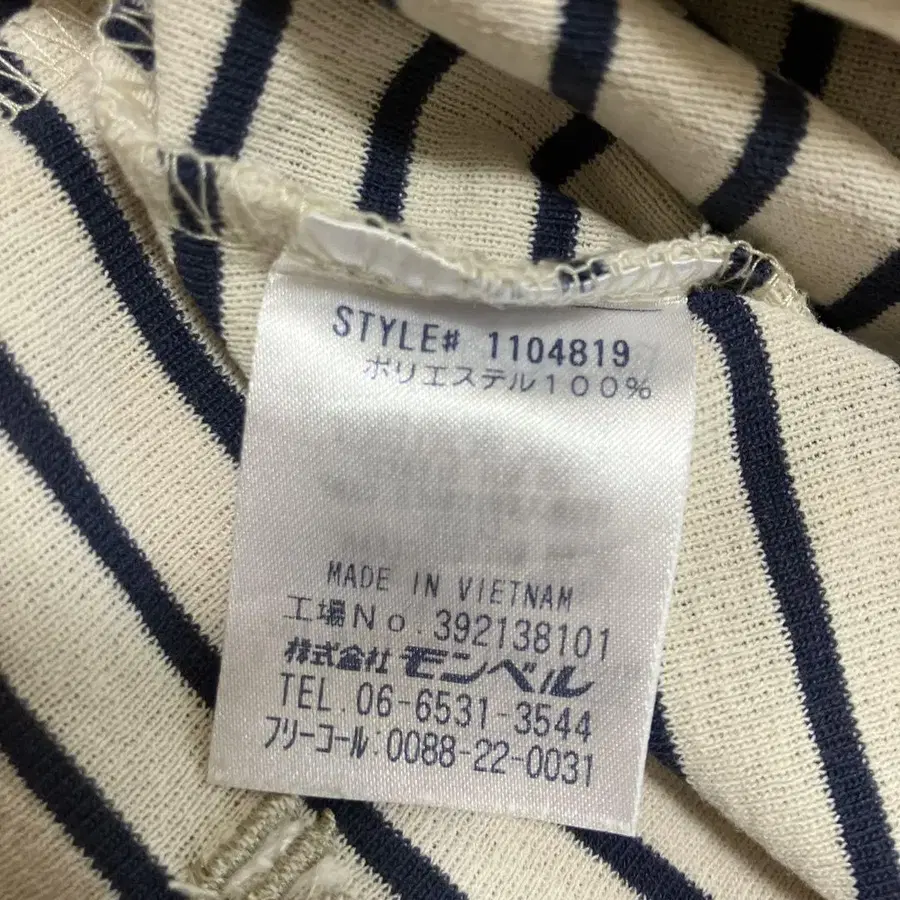 STYLE# 1104819
ポリエステル100%
MADE IN VIETNAM
工場No.392138101
株式会社 モンベル
TEL.06-6531-3544
フリーコール:0088-22-0031